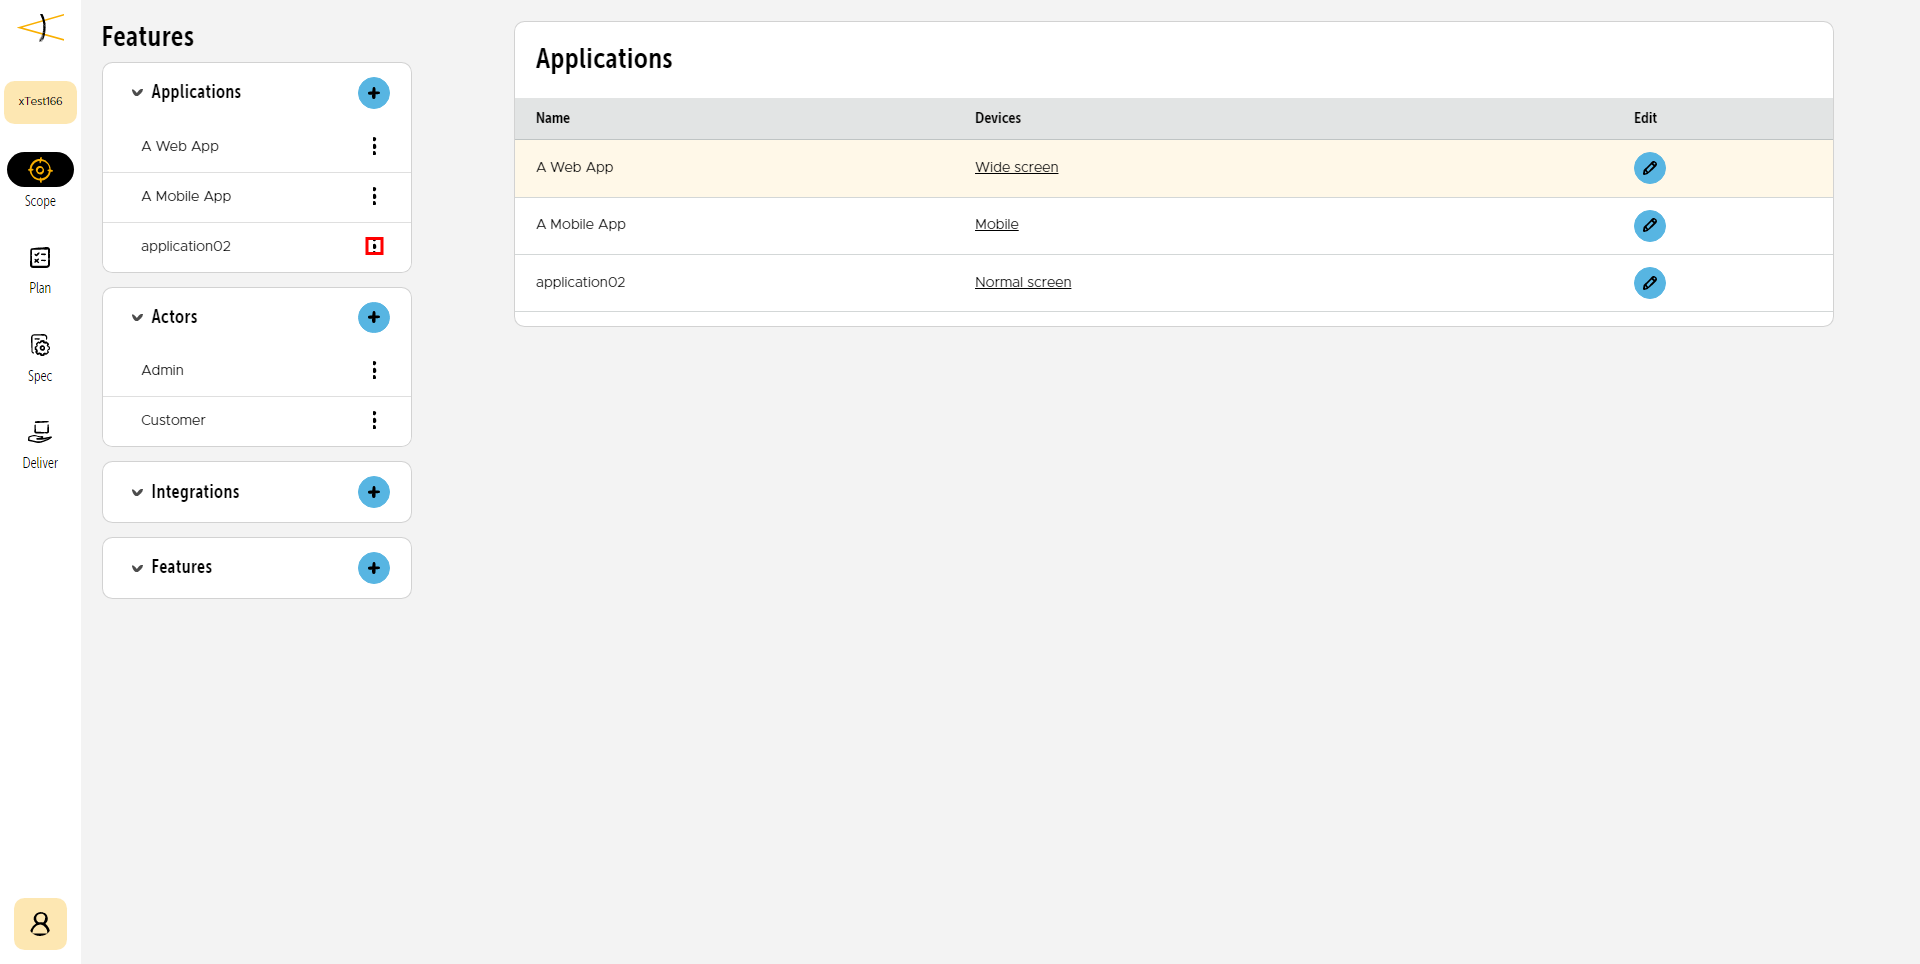 xTest166
Scope
Plan
Spec
Deliver
Features
Applications
A Web App
A Mobile App
application02
Actors
Admin
Customer
Integrations
Features
Applications
Name Devices Edit
A Web App Wide screen
A Mobile App Mobile
application02 Normal screen